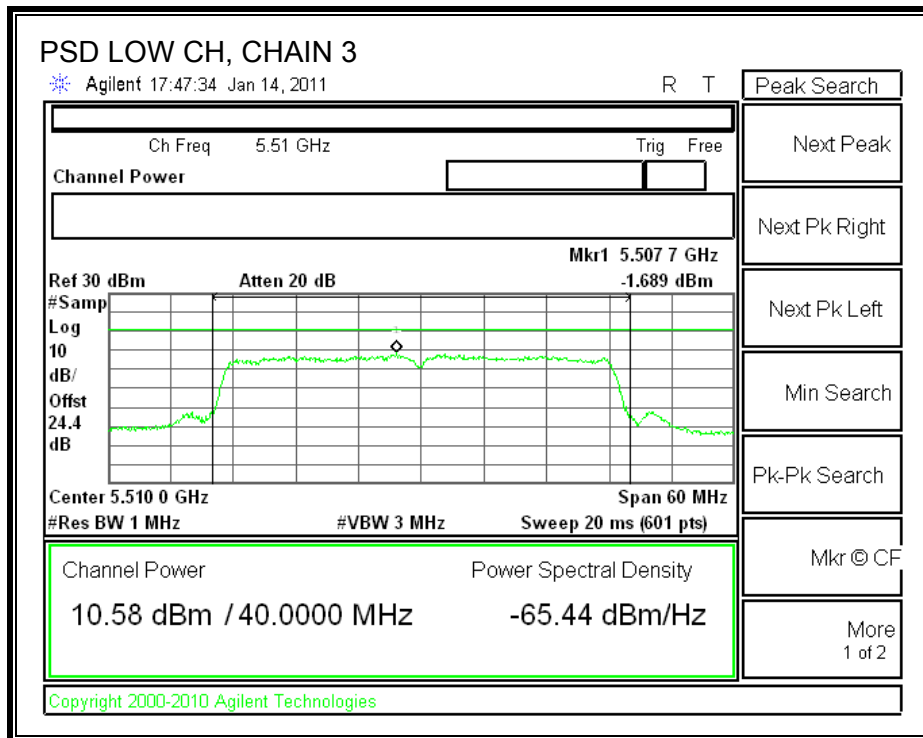 PSD LOW CH, CHAIN 3
Agilent 17:47:34 Jan 14, 2011 R T
Ch Freq 5.51 GHz Trig Free
Channel Power
Mkr1 5.507 7 GHz
Ref 30 dBm Atten 20 dB -1.689 dBm
#Samp
Log
10
dB/
Offst
24.4
dB
1
Center 5.510 0 GHz Span 60 MHz
#Res BW 1 MHz #VBW 3 MHz Sweep 20 ms (601 pts)
Channel Power Power Spectral Density
10.58 dBm / 40.0000 MHz -65.44 dBm/Hz
Copyright 2000-2010 Agilent Technologies
Peak Search
Next Peak
Next Pk Right
Next Pk Left
Min Search
Pk-Pk Search
Mkr © CF
More
1 of 2